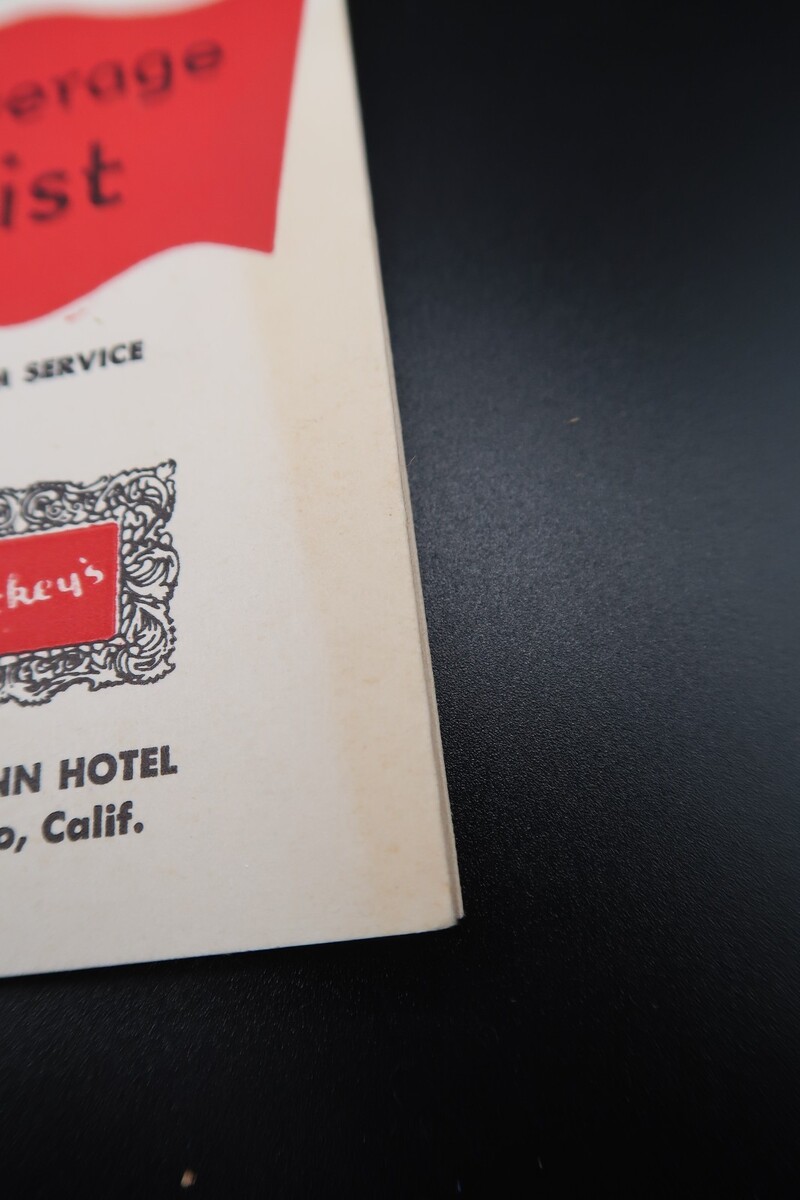 erage
ist
SERVICE
key's
NN HOTEL
o, Calif.